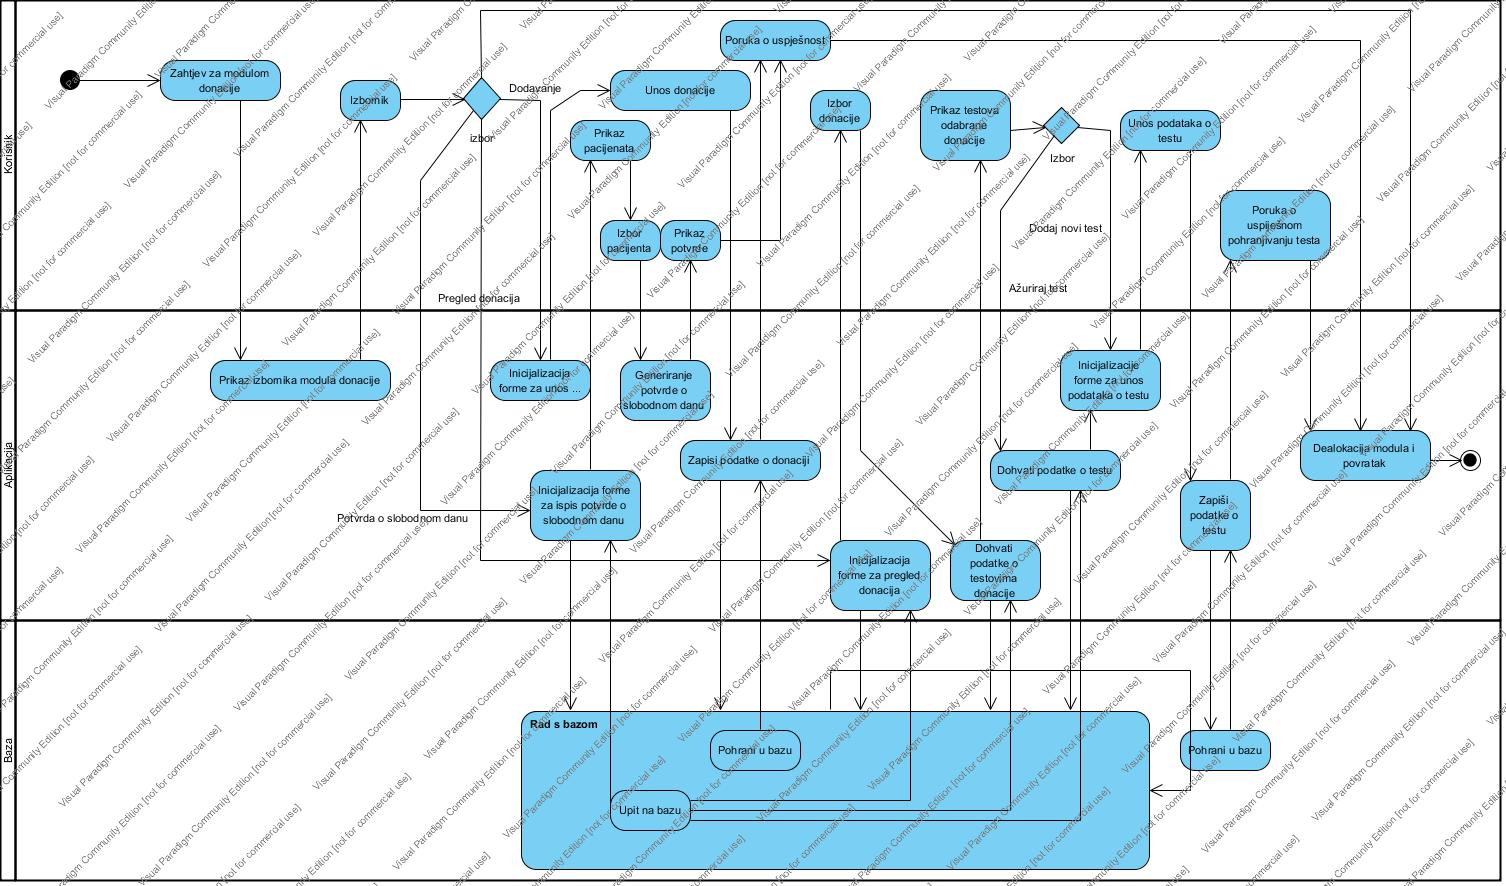 Korisnik
Zahtjev za modulom
donacije
Izbornik
izbor
Dodavanje
Unos donacije
Poruka o uspješnosti
Prikaz
pacijenata
Izbor
pacijenta
Prikaz
potvrde
Izbor
donacije
Prikaz testova
odabrane
donacije
Izbor
Unos podataka o
testu
Dodaj novi test
Ažuriraj test
Poruka o
uspiješnom
pohranjivanju testa
Pregled donacija
Aplikacija
Prikaz izbornika modula donacije
Inicijalizacija
forme za unos ...
Generiranje
potvrde o
slobodnom danu
Zapisi podatke o donaciji
Inicijalizacija forme
za ispis potvrde o
slobodnom danu
Potvrda o slobodnom danu
Inicijalizacija
forme za pregled
donacija
Dohvati
podatke o
testovima
donacije
Dohvati podatke o testu
Inicijalizacije
forme za unos
podataka o testu
Zapiši
podatke o
testu
Dealokacija modula i
povratak
Baza
Rad s bazom
Pohrani u bazu
Upit na bazu
Pohrani u bazu
Visual Paradigm Community Edition [not for commercial use]